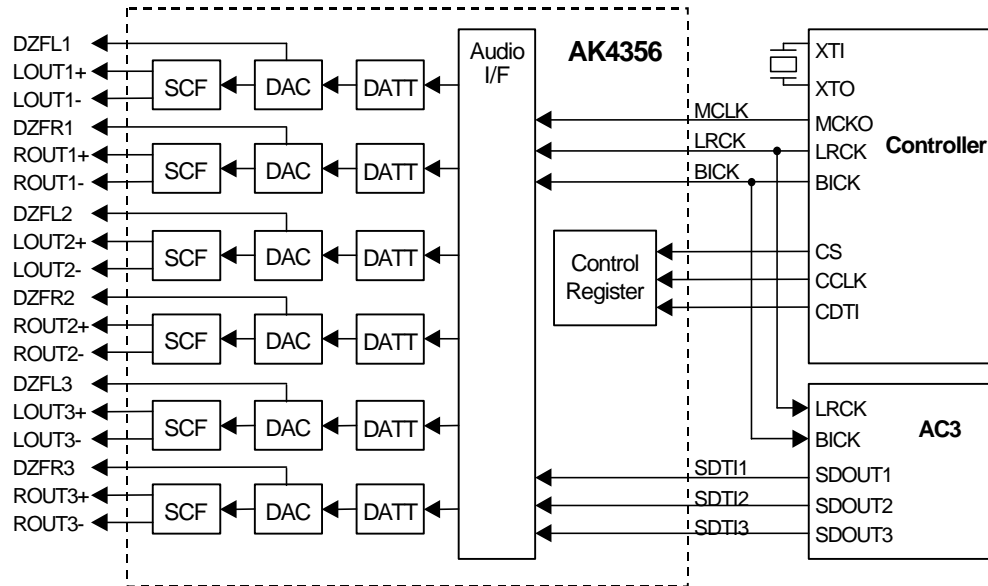 DZFL1
LOUT1+
LOUT1-
SCF
DAC
DATT
DZFR1
ROUT1+
ROUT1-
SCF
DAC
DATT
DZFL2
LOUT2+
LOUT2-
SCF
DAC
DATT
DZFR2
ROUT2+
ROUT2-
SCF
DAC
DATT
DZFL3
LOUT3+
LOUT3-
SCF
DAC
DATT
DZFR3
ROUT3+
ROUT3-
SCF
DAC
DATT
Audio
I/F
AK4356
MCLK
LRCK
BICK
Control
Register
SDTI1
SDTI2
SDTI3
XTI
XTO
MCKO
LRCK
BICK
Controller
CS
CCLK
CDTI
LRCK
BICK
AC3
SDOUT1
SDOUT2
SDOUT3